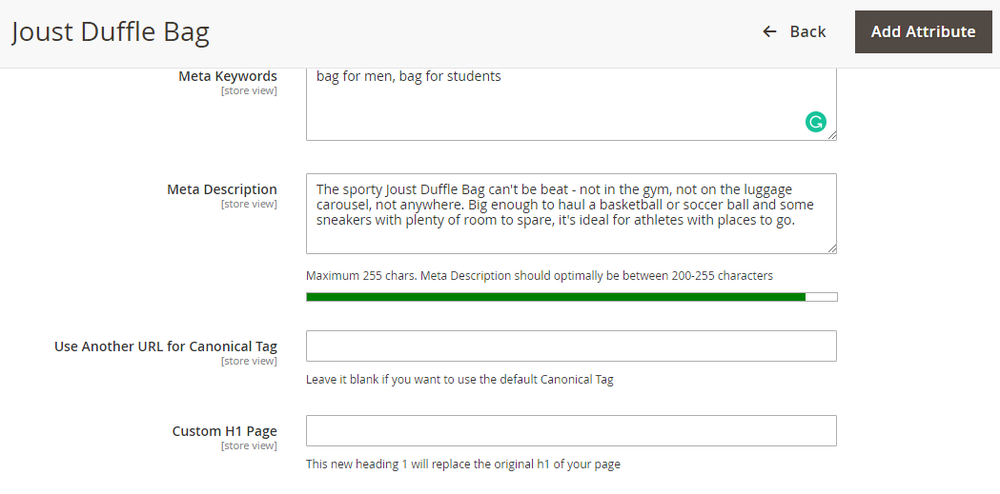 Joust Duffle Bag
← Back
Add Attribute
Meta Keywords
[store view]
bag for men, bag for students
Meta Description
[store view]
The sporty Joust Duffle Bag can't be beat - not in the gym, not on the luggage
carousel, not anywhere. Big enough to haul a basketball or soccer ball and some
sneakers with plenty of room to spare, it's ideal for athletes with places to go.
Maximum 255 chars. Meta Description should optimally be between 200-255 characters
Use Another URL for Canonical Tag
[store view]
Leave it blank if you want to use the default Canonical Tag
Custom H1 Page
[store view]
This new heading 1 will replace the original h1 of your page